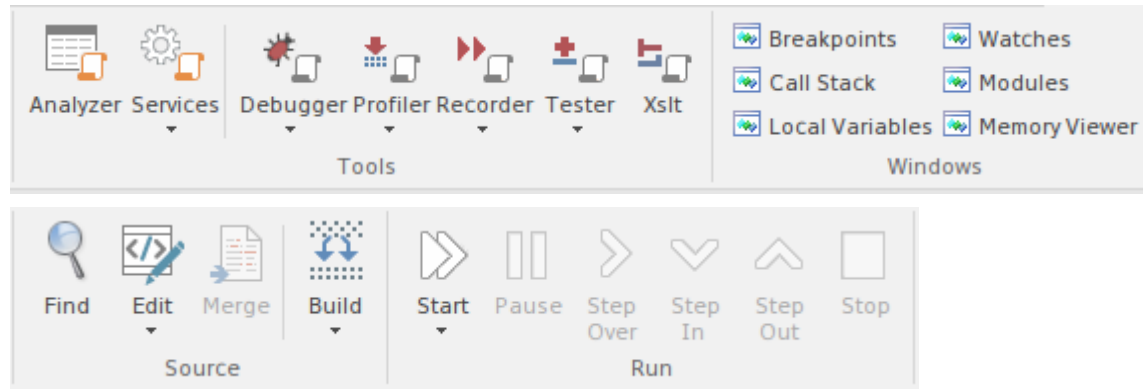 Breakpoints Watches
Call Stack Modules
Analyzer Services Debugger Profiler Recorder Tester Xslt
Local Variables Memory Viewer
Tools Windows
Find Edit Merge Build Start Pause Step Step Step Stop
Over In Out
Source Run